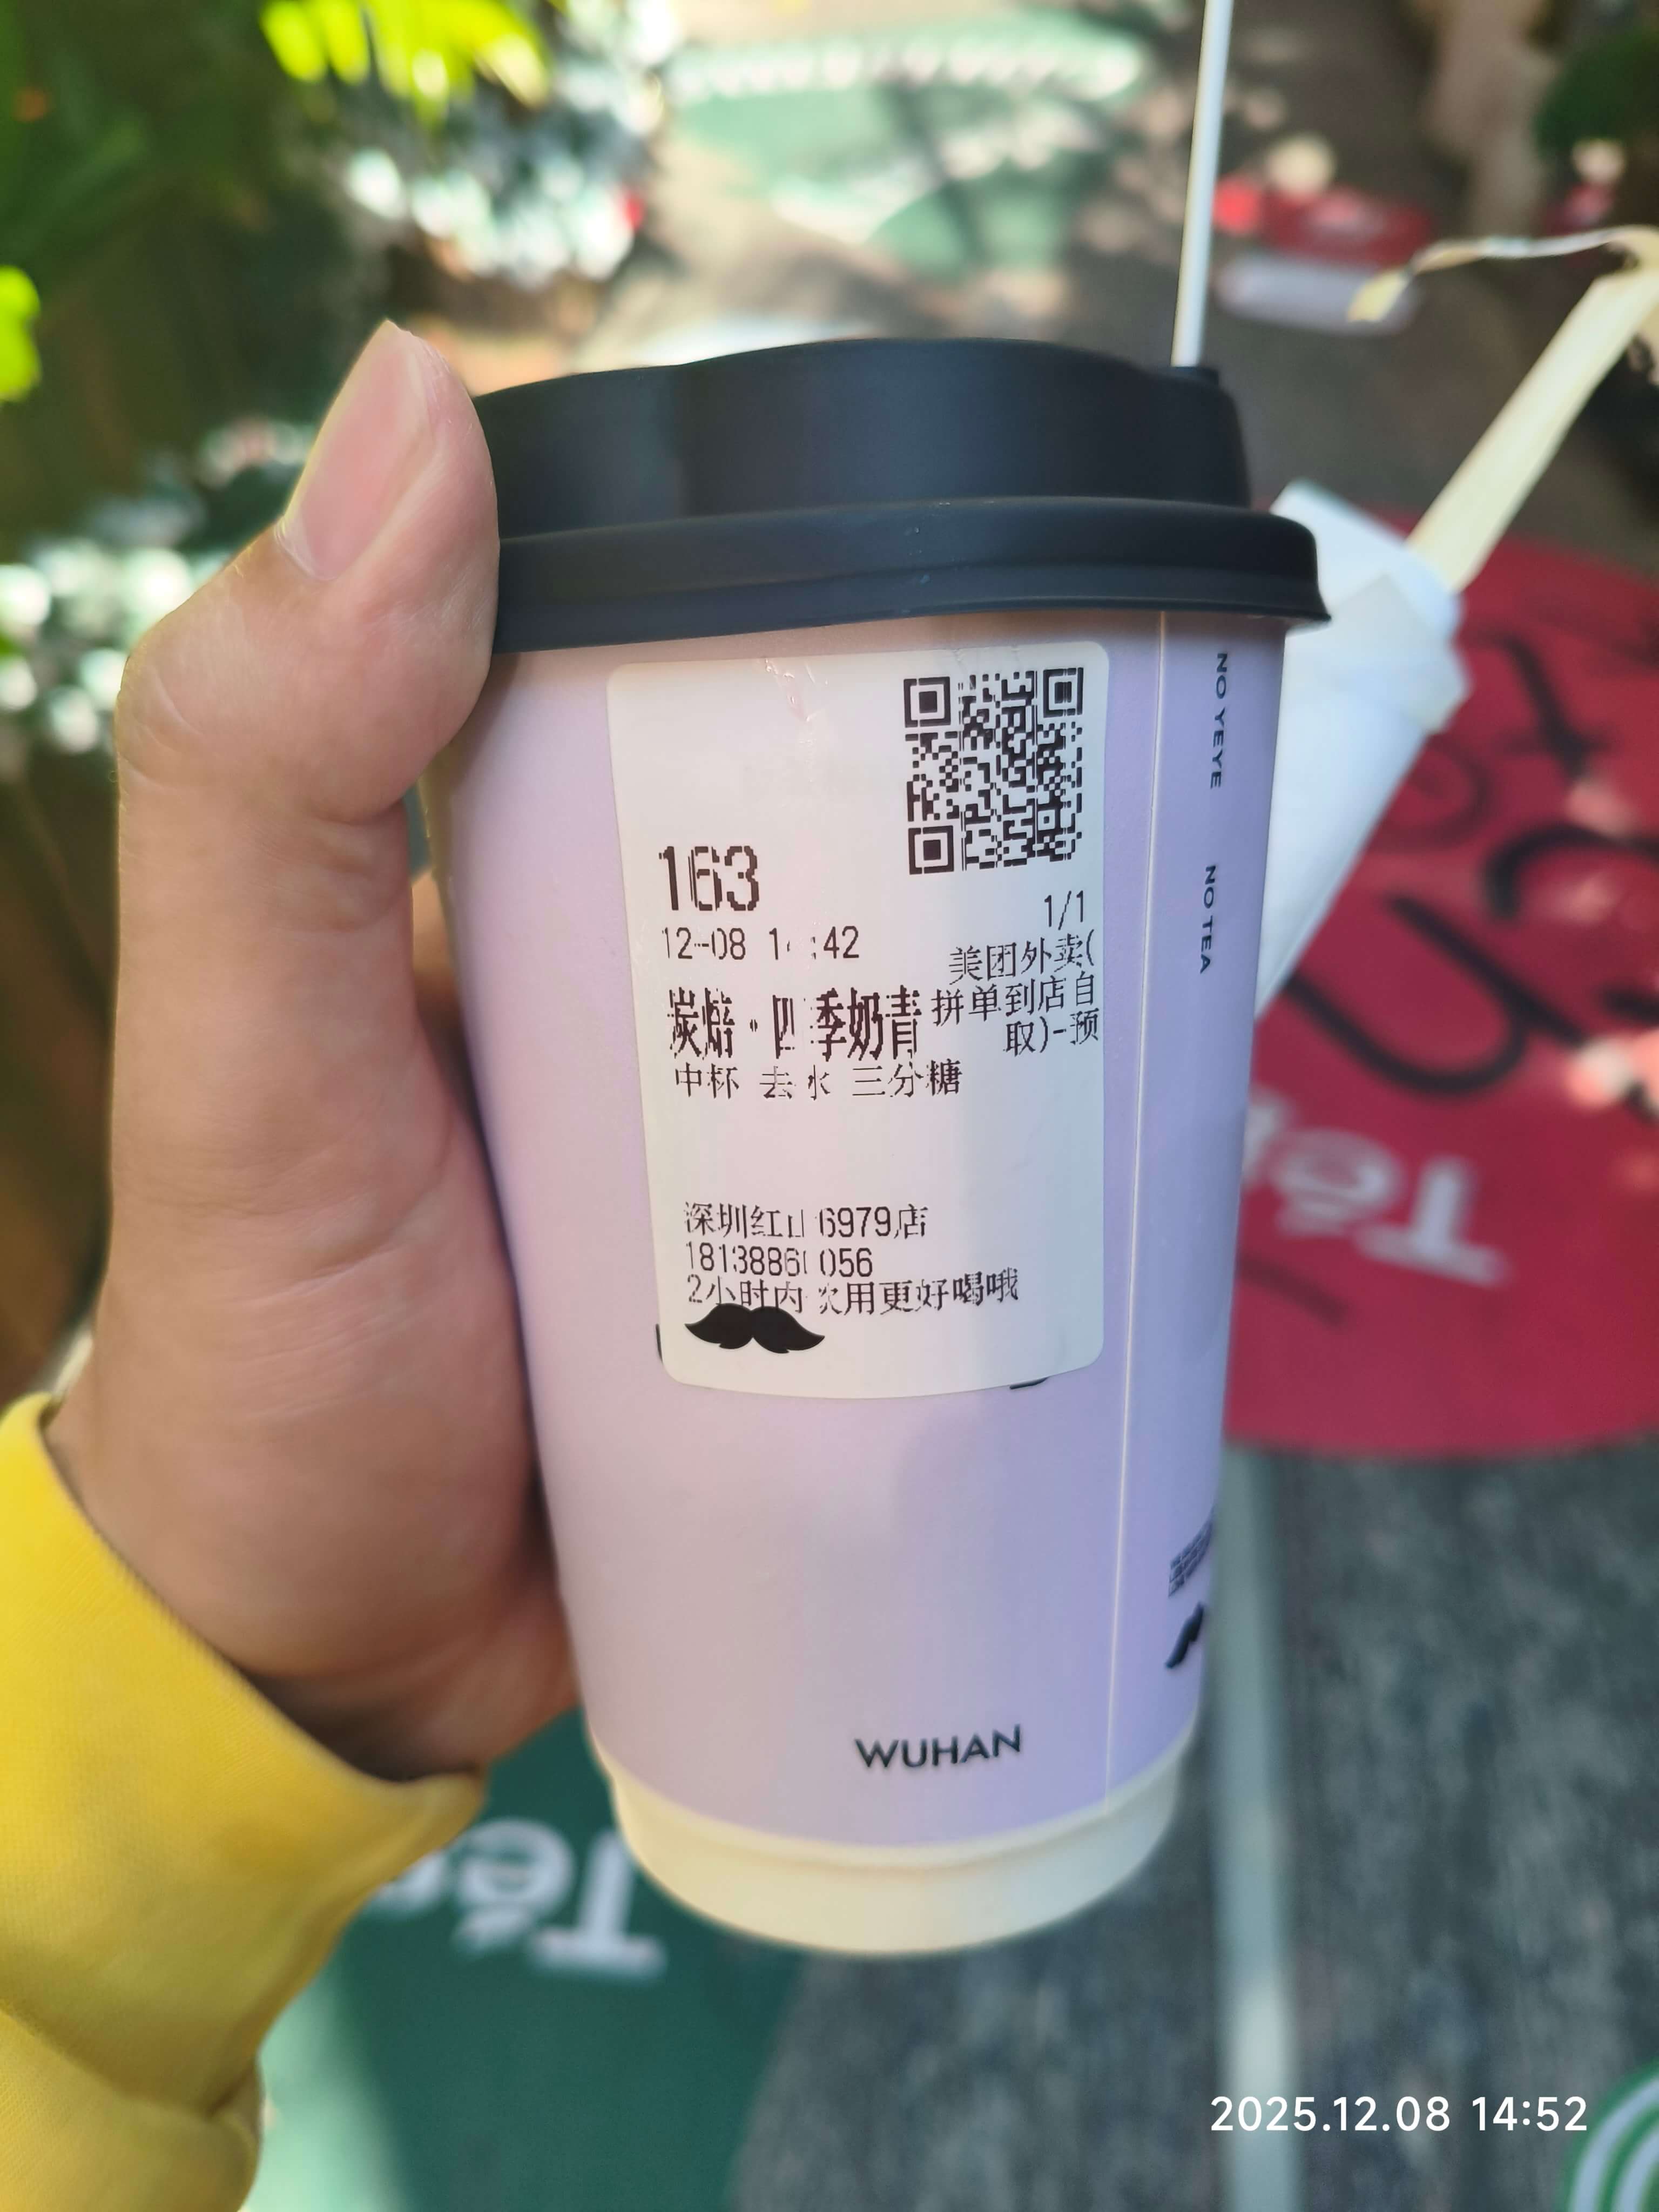 163
12-08 14:42
1/1
美团外卖(
拼单到店自
取)-预
炭焙·四季奶青
中杯 去冰 三分糖
深圳红山6979店
2小时内饮用更好喝哦
NO YEYE
NO TEA
WUHAN
2025.12.08 14:52